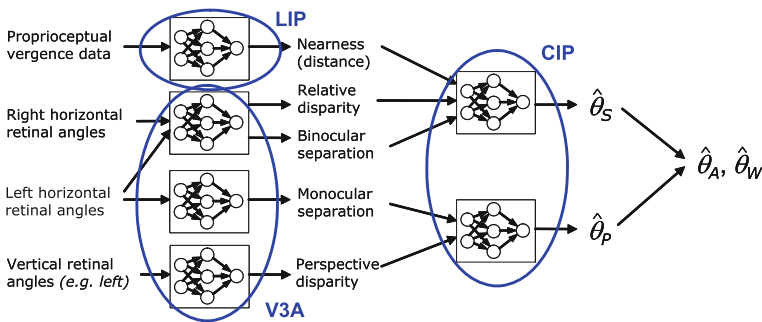 LIP
Proprioceptual
vergence data
Nearness
(distance)
CIP
Right horizontal
retinal angles
Relative
disparity
Binocular
separation
θ̂S
Left horizontal
retinal angles
Monocular
separation
θ̂A, θ̂W
Vertical retinal
angles (e.g. left)
Perspective
disparity
θ̂P
V3A